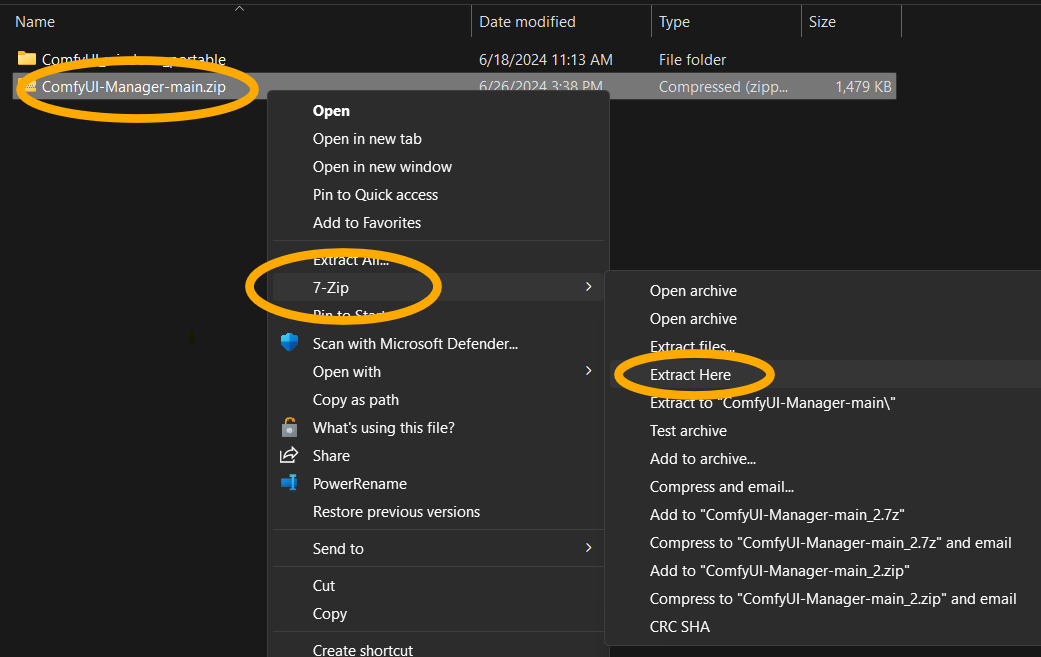 Name Date modified Type Size
ComfyUI_windows_portable 6/18/2024 11:13 AM File folder
ComfyUI-Manager-main.zip 6/26/2024 3:38 PM Compressed (zipp... 1,479 KB
Open
Open in new tab
Open in new window
Pin to Quick access
Add to Favorites
Extract All...
7-Zip
Pin to Start
Scan with Microsoft Defender...
Open with
Copy as path
What's using this file?
Share
PowerRename
Restore previous versions
Send to
Cut
Copy
Create shortcut
Open archive
Open archive
Extract files...
Extract Here
Extract to "ComfyUI-Manager-main\"
Test archive
Add to archive...
Compress and email...
Add to "ComfyUI-Manager-main_2.7z"
Compress to "ComfyUI-Manager-main_2.7z" and email
Add to "ComfyUI-Manager-main_2.zip"
Compress to "ComfyUI-Manager-main_2.zip" and email
CRC SHA